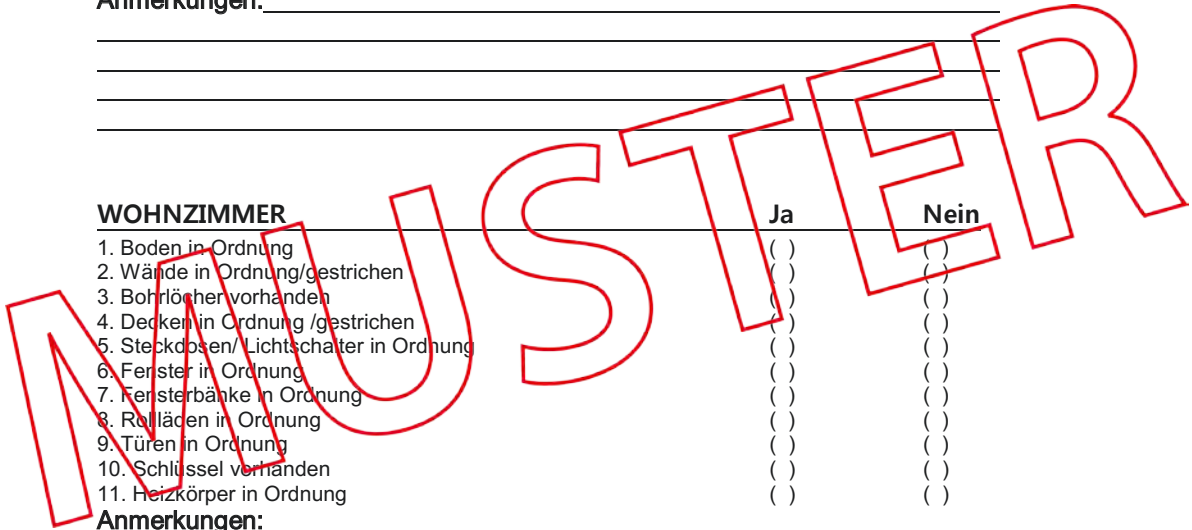 Anmerkungen:
WOHNZIMMER Ja Nein
1. Boden in Ordnung ( ) ( )
2. Wände in Ordnung/gestrichen ( ) ( )
3. Bohrlöcher vorhanden ( ) ( )
4. Decken in Ordnung /gestrichen ( ) ( )
5. Steckdosen/ Lichtschalter in Ordnung ( ) ( )
6. Fenster in Ordnung ( ) ( )
7. Fensterbänke in Ordnung ( ) ( )
8. Rollläden in Ordnung ( ) ( )
9. Türen in Ordnung ( ) ( )
10. Schlüssel vorhanden ( ) ( )
11. Heizkörper in Ordnung ( ) ( )
Anmerkungen:
MUSTER